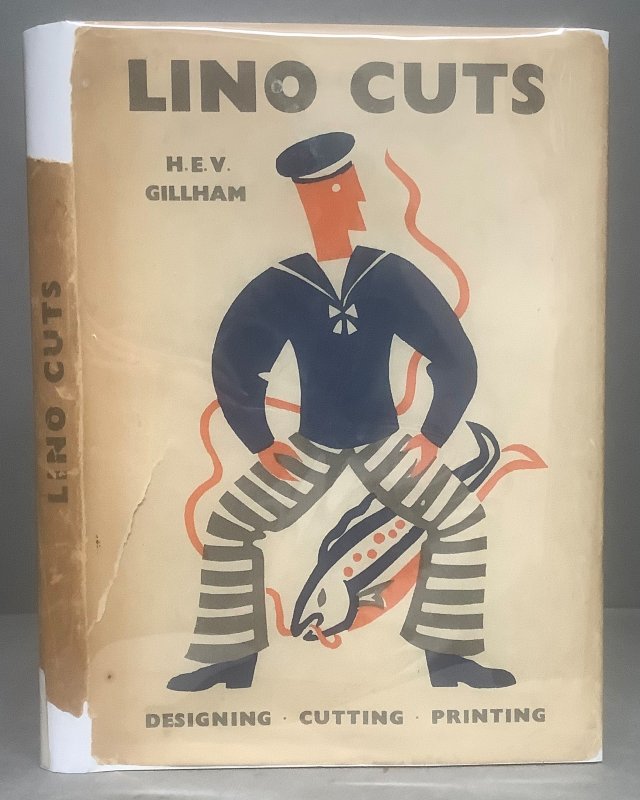 LINO CUTS
H.E.V.
GILLHAM
DESIGNING · CUTTING · PRINTING
LINO CUTS